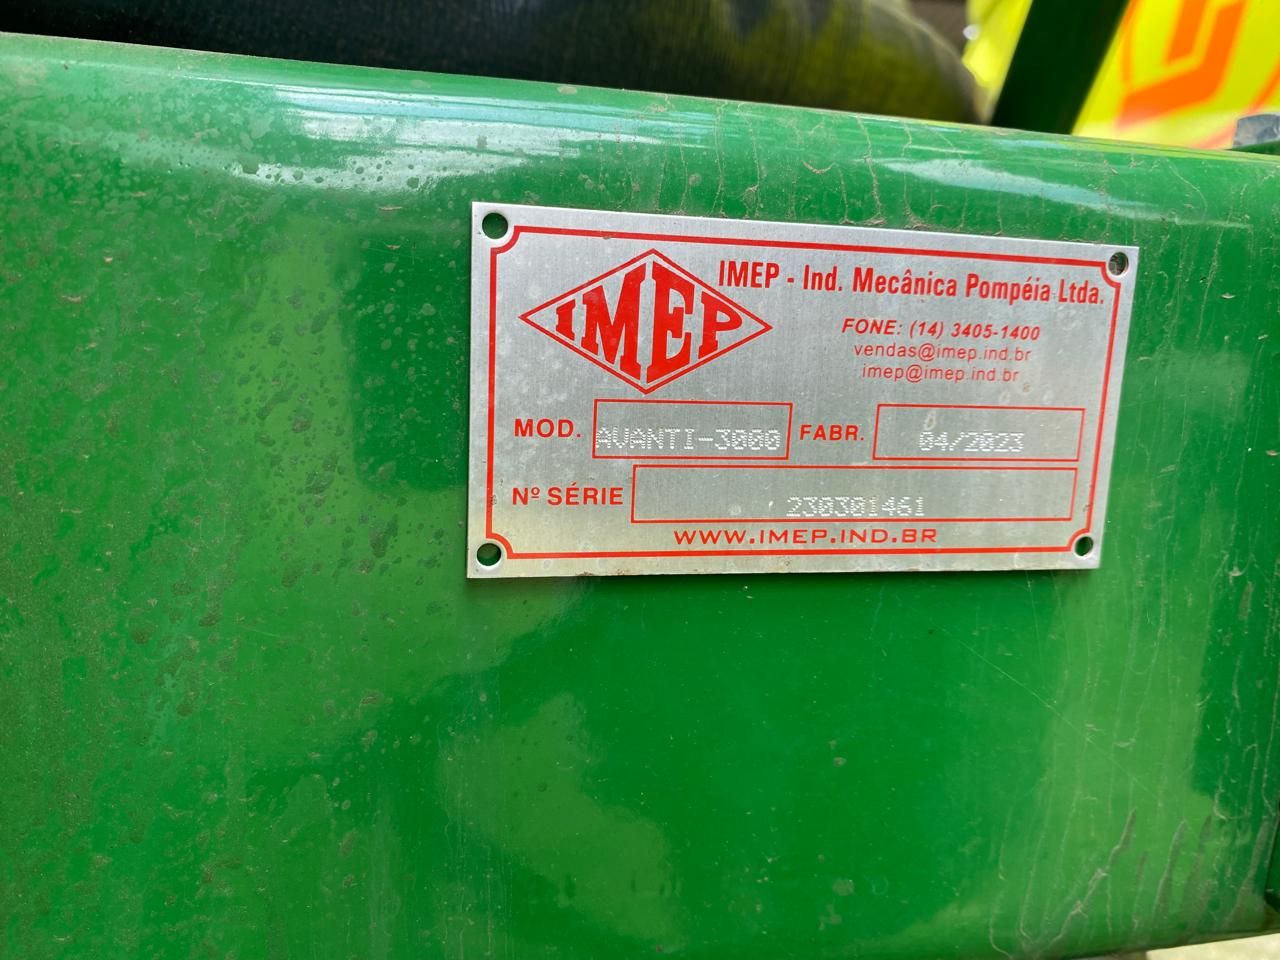 IMEP
IMEP - Ind. Mecânica Pompéia Ltda.
FONE: (14) 3405-1400
vendas@imep.ind.br
imep@imep.ind.br
MOD. AVANTI-3000 FABR. 04/2023
Nº SÉRIE 230301461
WWW.IMEP.IND.BR